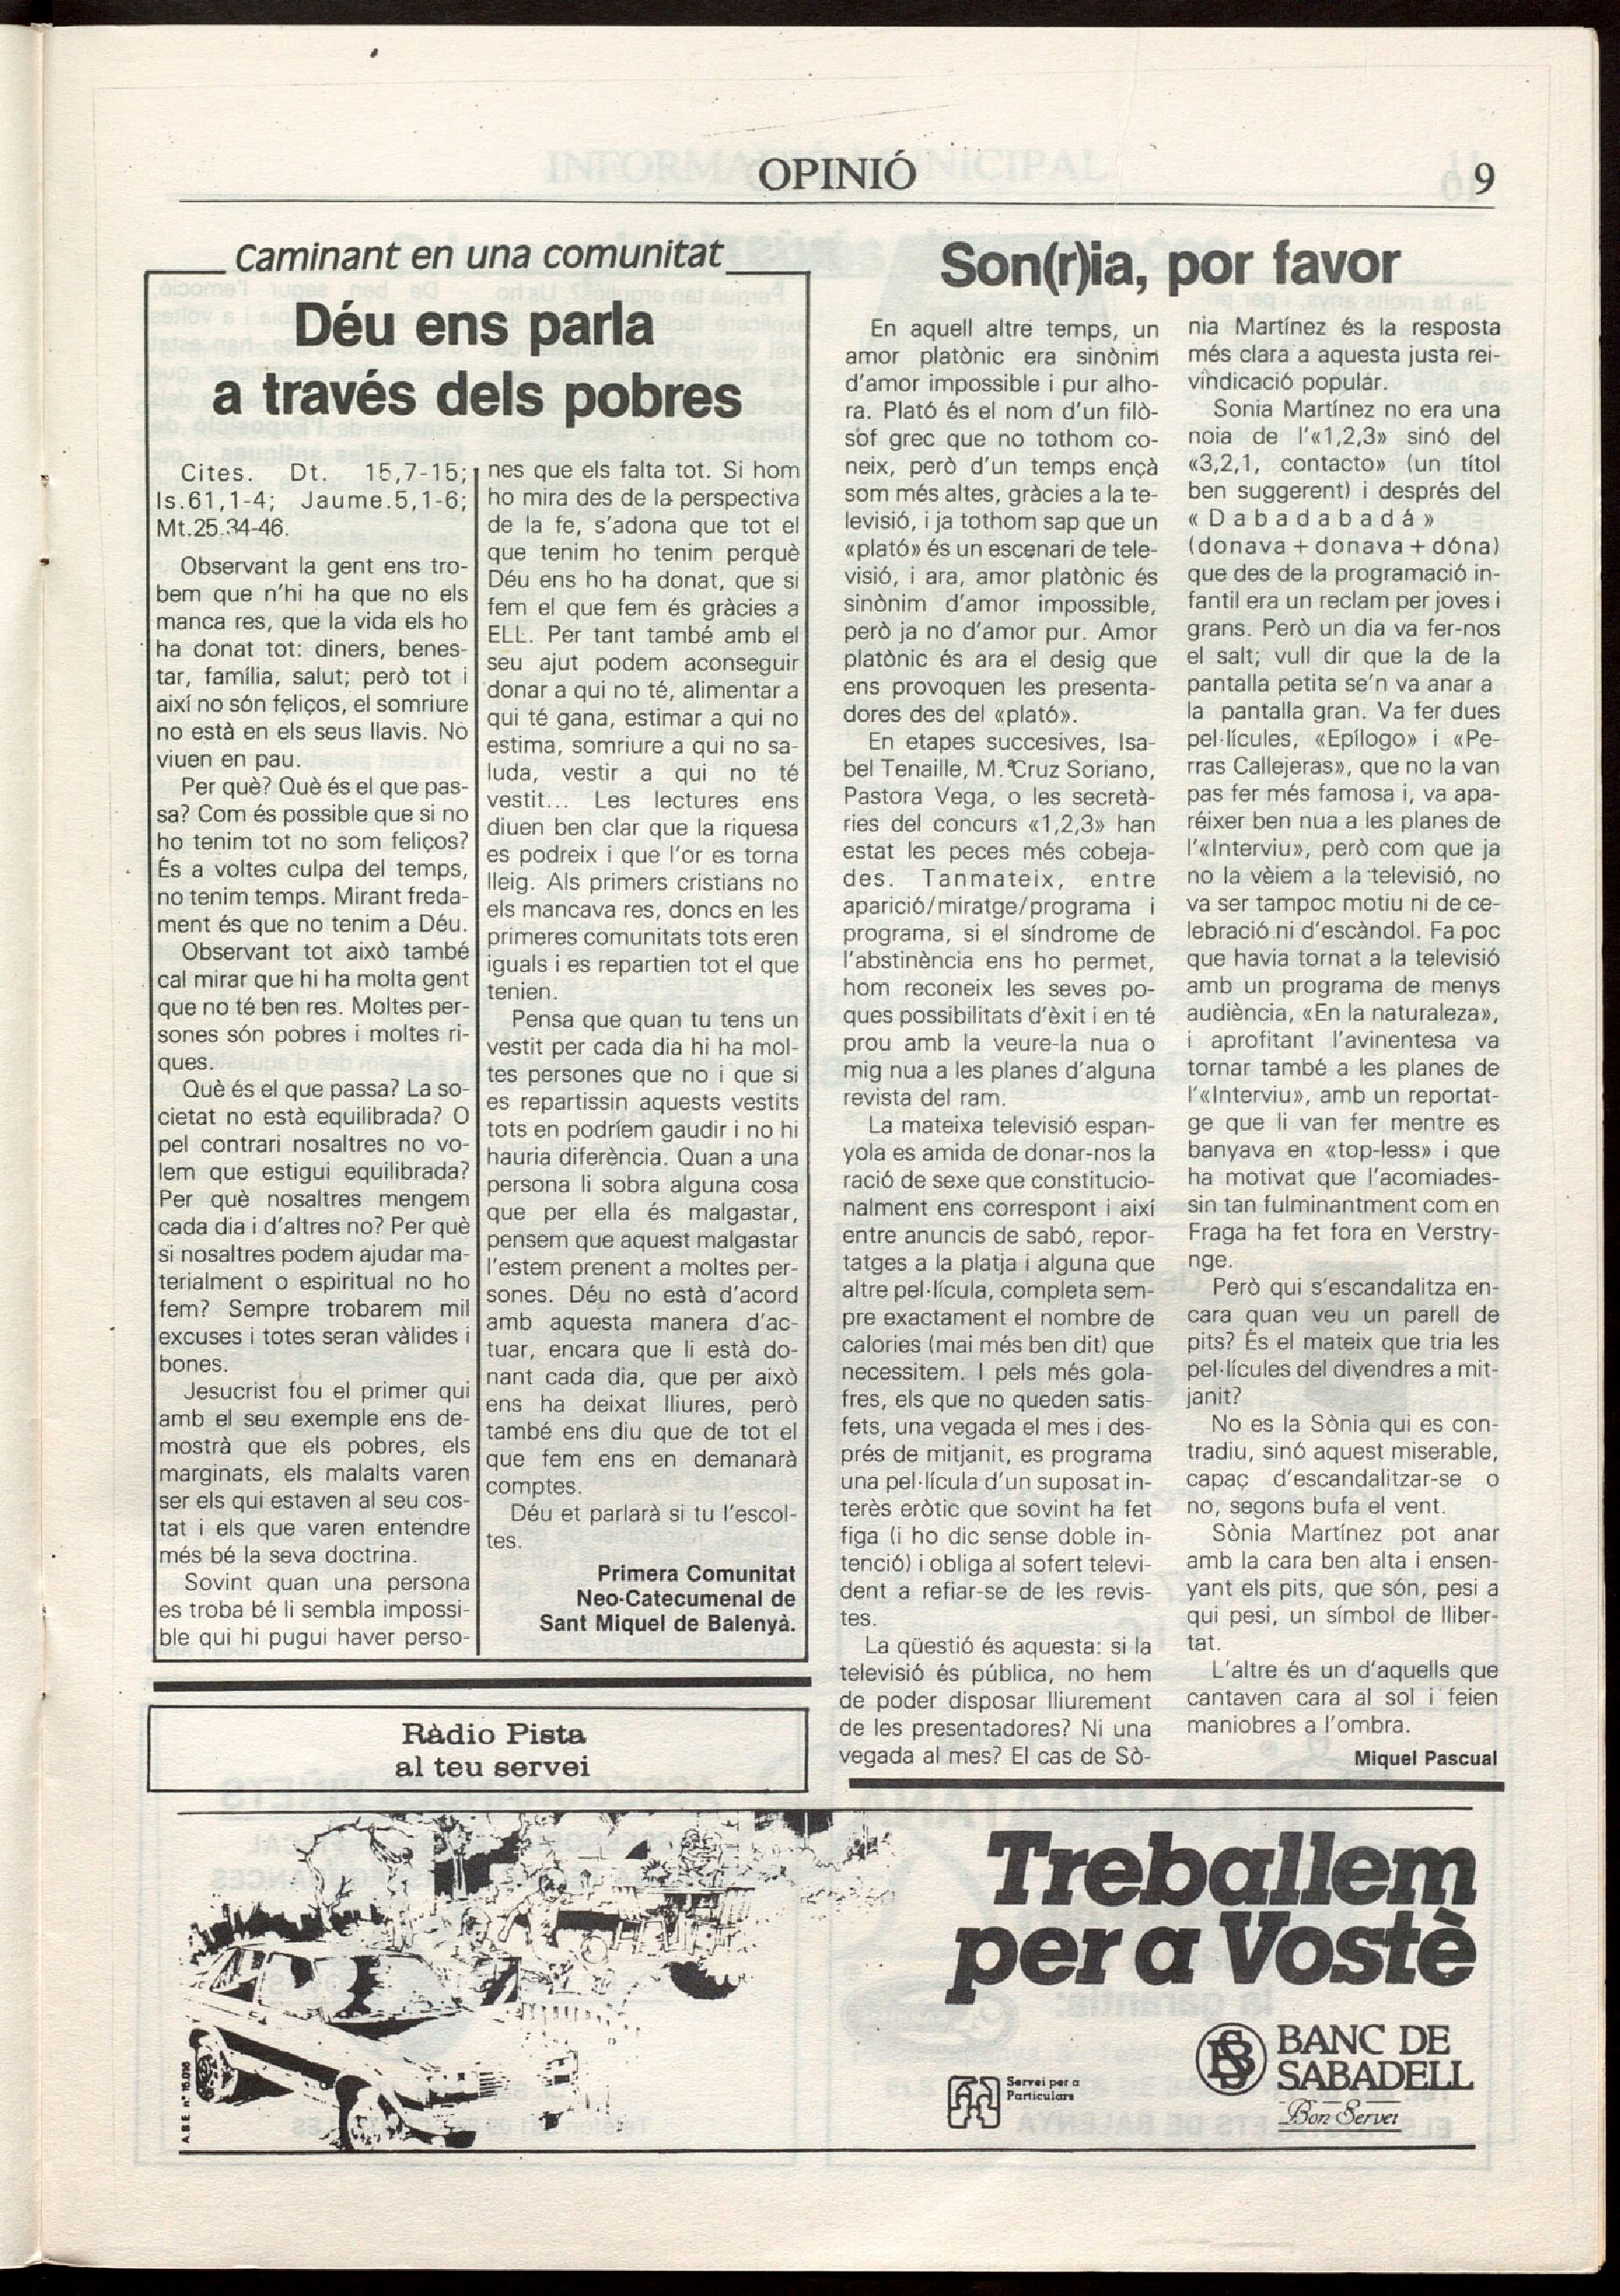 OPINIÓ
9
Caminant en una comunitat
Déu ens parla
a través dels pobres
Cites. Dt. 15,7-15;
Is.61,1-4; Jaume.5,1-6;
Mt.25.34-46.
Observant la gent ens tro-
bem que n'hi ha que no els
manca res, que la vida els ho
ha donat tot: diners, benes-
tar, família, salut; però tot i
així no són feliços, el somriure
no està en els seus llavis. No
viuen en pau.
Per què? Què és el que pas-
sa? Com és possible que si no
ho tenim tot no som feliços?
És a voltes culpa del temps,
no tenim temps. Mirant freda-
ment és que no tenim a Déu.
Observant tot això també
cal mirar que hi ha molta gent
que no té ben res. Moltes per-
sones són pobres i moltes ri-
ques.
Què és el que passa? La so-
cietat no està equilibrada? O
pel contrari nosaltres no vo-
lem que estigui equilibrada?
Per què nosaltres mengem
cada dia i d'altres no? Per què
si nosaltres podem ajudar ma-
terialment o espiritual no ho
fem? Sempre trobarem mil
excuses i totes seran vàlides i
bones.
Jesucrist fou el primer qui
amb el seu exemple ens de-
mostrà que els pobres, els
marginats, els malalts varen
ser els qui estaven al seu cos-
tat i els que varen entendre
més bé la seva doctrina.
Sovint quan una persona
es troba bé li sembla impossi-
ble qui hi pugui haver perso-
nes que els falta tot. Si hom
ho mira des de la perspectiva
de la fe, s'adona que tot el
que tenim ho tenim perquè
Déu ens ho ha donat, que si
fem el que fem és gràcies a
ELL. Per tant també amb el
seu ajut podem aconseguir
donar a qui no té, alimentar a
qui té gana, estimar a qui no
estima, somriure a qui no sa-
luda, vestir a qui no té
vestit... Les lectures ens
diuen ben clar que la riquesa
es podreix i que l'or es torna
lleig. Als primers cristians no
els mancava res, doncs en les
primeres comunitats tots eren
iguals i es repartien tot el que
tenien.
Pensa que quan tu tens un
vestit per cada dia hi ha mol-
tes persones que no i que si
es repartissin aquests vestits
tots en podríem gaudir i no hi
hauria diferència. Quan a una
persona li sobra alguna cosa
que per ella és malgastar,
pensem que aquest malgastar
l'estem prenent a moltes per-
sones. Déu no està d'acord
amb aquesta manera d'ac-
tuar, encara que li està do-
nant cada dia, que per això
ens ha deixat lliures, però
també ens diu que de tot el
que fem ens en demanarà
comptes.
Déu et parlarà si tu l'escol-
tes.
Primera Comunitat
Neo-Catecumenal de
Sant Miquel de Balenyà.
Ràdio Pista
al teu servei
Son(r)ia, por favor
En aquell altre temps, un
amor platònic era sinònim
d'amor impossible i pur alho-
ra. Plató és el nom d'un filò-
sof grec que no tothom co-
neix, però d'un temps ençà
som més altes, gràcies a la te-
levisió, i ja tothom sap que un
«plató» és un escenari de tele-
visió, i ara, amor platònic és
sinònim d'amor impossible,
però ja no d'amor pur. Amor
platònic és ara el desig que
ens provoquen les presenta-
dores des del «plató».
En etapes succesives, Isa-
bel Tenaille, M.ªCruz Soriano,
Pastora Vega, o les secretà-
ries del concurs «1,2,3» han
estat les peces més cobeja-
des. Tanmateix, entre
aparició/miratge/programa i
programa, si el síndrome de
l'abstinència ens ho permet,
hom reconeix les seves po-
ques possibilitats d'èxit i en té
prou amb la veure-la nua o
mig nua a les planes d'alguna
revista del ram.
La mateixa televisió espan-
yola es amida de donar-nos la
ració de sexe que constitucio-
nalment ens correspont i així
entre anuncis de sabó, repor-
tatges a la platja i alguna que
altre pel·lícula, completa sem-
pre exactament el nombre de
calories (mai més ben dit) que
necessitem. I pels més gola-
fres, els que no queden satis-
fets, una vegada el mes i des-
prés de mitjanit, es programa
una pel·lícula d'un suposat in-
terès eròtic que sovint ha fet
figa (i ho dic sense doble in-
tenció) i obliga al sofert televi-
dent a refiar-se de les revis-
tes.
La qüestió és aquesta: si la
televisió és pública, no hem
de poder disposar lliurement
de les presentadores? Ni una
vegada al mes? El cas de Sò-
nia Martínez és la resposta
més clara a aquesta justa rei-
vindicació popular.
Sonia Martínez no era una
noia de l'«1,2,3» sinó del
«3,2,1, contacto» (un títol
ben suggerent) i després del
«Dabadabadá»
(donava+donava+dóna)
que des de la programació in-
fantil era un reclam per joves i
grans. Però un dia va fer-nos
el salt; vull dir que la de la
pantalla petita se'n va anar a
la pantalla gran. Va fer dues
pel·lícules, «Epílogo» i «Pe-
rras Callejeras», que no la van
pas fer més famosa i, va apa-
réixer ben nua a les planes de
l'«Interviu», però com que ja
no la vèiem a la televisió, no
va ser tampoc motiu ni de ce-
lebració ni d'escàndol. Fa poc
que havia tornat a la televisió
amb un programa de menys
audiència, «En la naturaleza»,
i aprofitant l'avinentesa va
tornar també a les planes de
l'«Interviu», amb un reportat-
ge que li van fer mentre es
banyava en «top-less» i que
ha motivat que l'acomiades-
sin tan fulminantment com en
Fraga ha fet fora en Verstry-
nge.
Però qui s'escandalitza en-
cara quan veu un parell de
pits? És el mateix que tria les
pel·lícules del divendres a mit-
janit?
No es la Sònia qui es con-
tradiu, sinó aquest miserable,
capaç d'escandalitzar-se o
no, segons bufa el vent.
Sònia Martínez pot anar
amb la cara ben alta i ensen-
yant els pits, que són, pesi a
qui pesi, un símbol de lliber-
tat.
L'altre és un d'aquells que
cantaven cara al sol i feien
maniobres a l'ombra.
Miquel Pascual
Treballem
per a Vostè
A.B.E. n.º 15.016
Servei per a
Particulars
BANC DE
SABADELL
Bon Servei